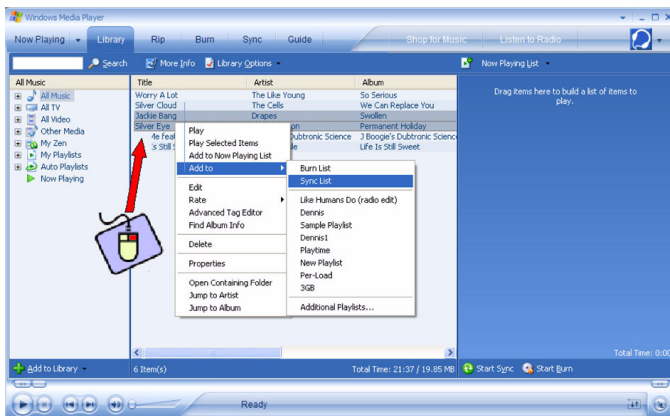 Windows Media Player
Now Playing
Library
Rip
Burn
Sync
Guide
Shop for Music
Listen to Radio
Search
More Info
Library Options
Now Playing List
All Music
All Music
All TV
All Video
Other Media
My Zen
My Playlists
Auto Playlists
Now Playing
Title Artist Album
Worry A Lot The Like Young So Serious
Silver Cloud The Cells We Can Replace You
Jackie Bang Drapes Swollen
Silver Eye on Permanent Holiday
Me feat Dubtronic Science J Boogie's Dubtronic Science
's Still Life Is Still Sweet
Play
Play Selected Items
Add to Now Playing List
Add to
Edit
Rate
Advanced Tag Editor
Find Album Info
Delete
Properties
Open Containing Folder
Jump to Artist
Jump to Album
Burn List
Sync List
Like Humans Do (radio edit)
Dennis
Sample Playlist
Dennis1
Playtime
New Playlist
Per-Load
3GB
Additional Playlists...
Drag items here to build a list of items to
play.
Total Time: 0:00
Add to Library
6 Item(s)
Total Time: 21:37 / 19.85 MB
Start Sync
Start Burn
Ready